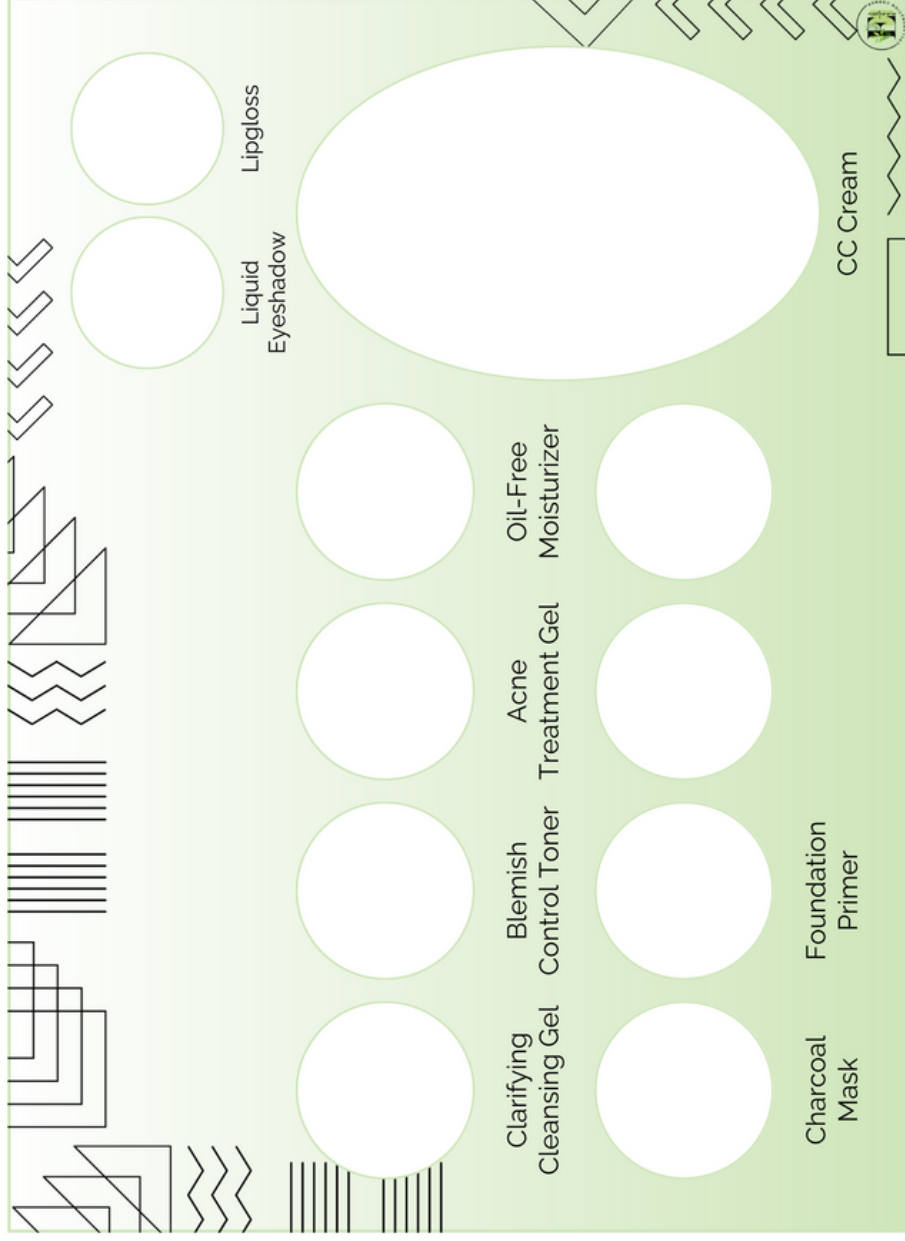 Lipgloss
Liquid
Eyeshadow
CC Cream
Clarifying
Cleansing Gel
Blemish
Control Toner
Acne
Treatment Gel
Oil-Free
Moisturizer
Charcoal
Mask
Foundation
Primer